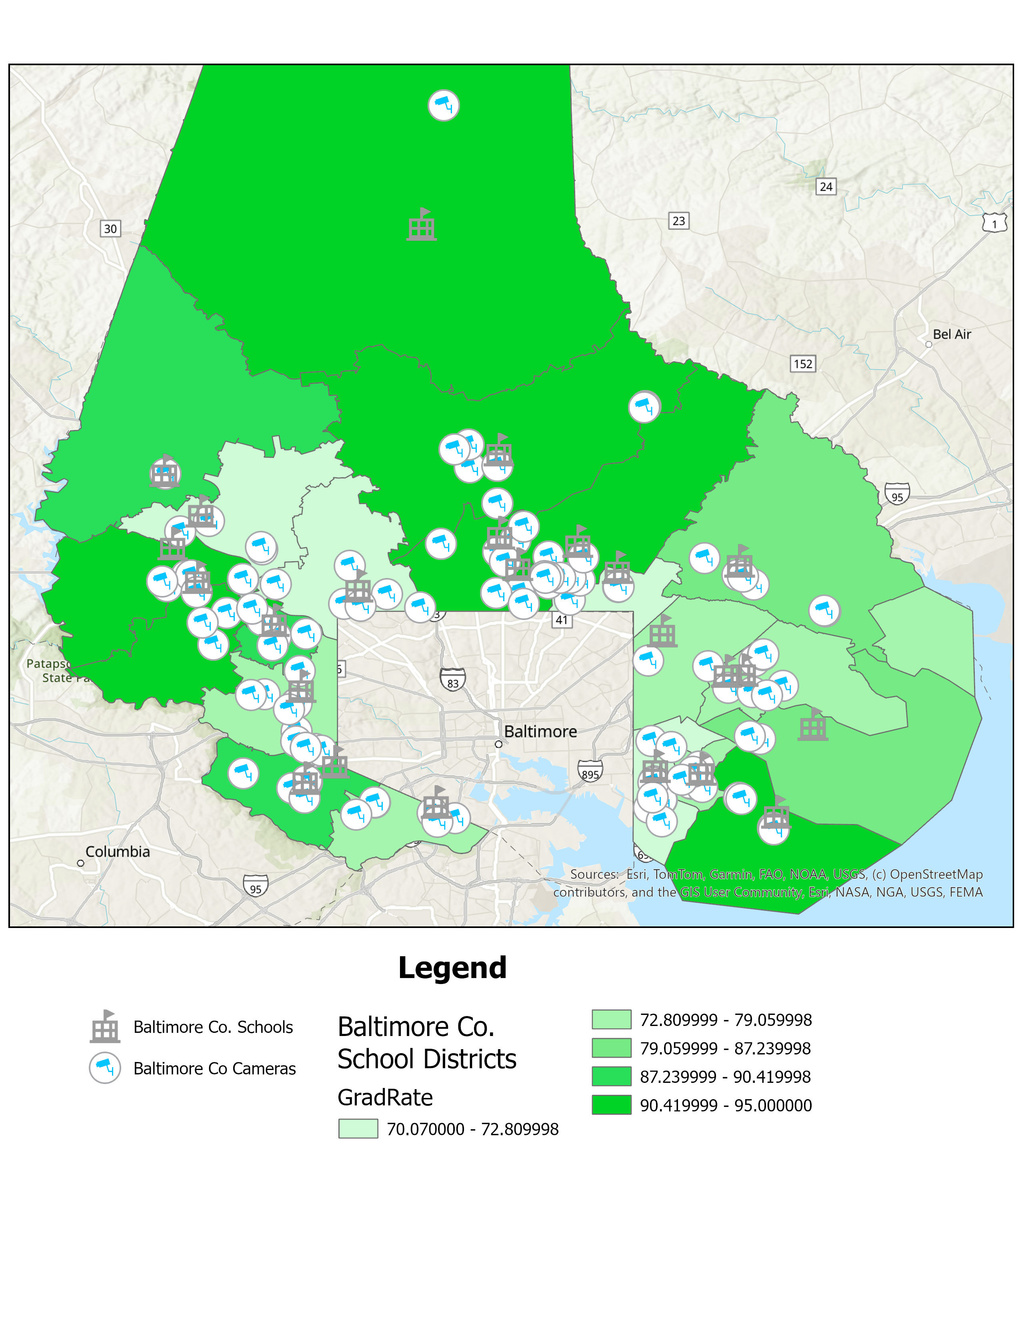 30
24
23
1
Bel Air
152
95
41
83
Baltimore
895
Columbia
95
Sources: Esri, TomTom, Garmin, FAO, NOAA, USGS, (c) OpenStreetMap
contributors, and the GIS User Community, Esri, NASA, NGA, USGS, FEMA
Legend
Baltimore Co. Schools
Baltimore Co Cameras
Baltimore Co.
School Districts
GradRate
70.070000 - 72.809998
72.809999 - 79.059998
79.059999 - 87.239998
87.239999 - 90.419998
90.419999 - 95.000000